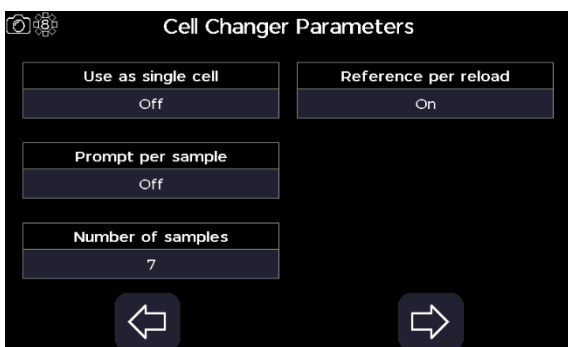 8
Cell Changer Parameters
Use as single cell
Off
Reference per reload
On
Prompt per sample
Off
Number of samples
7